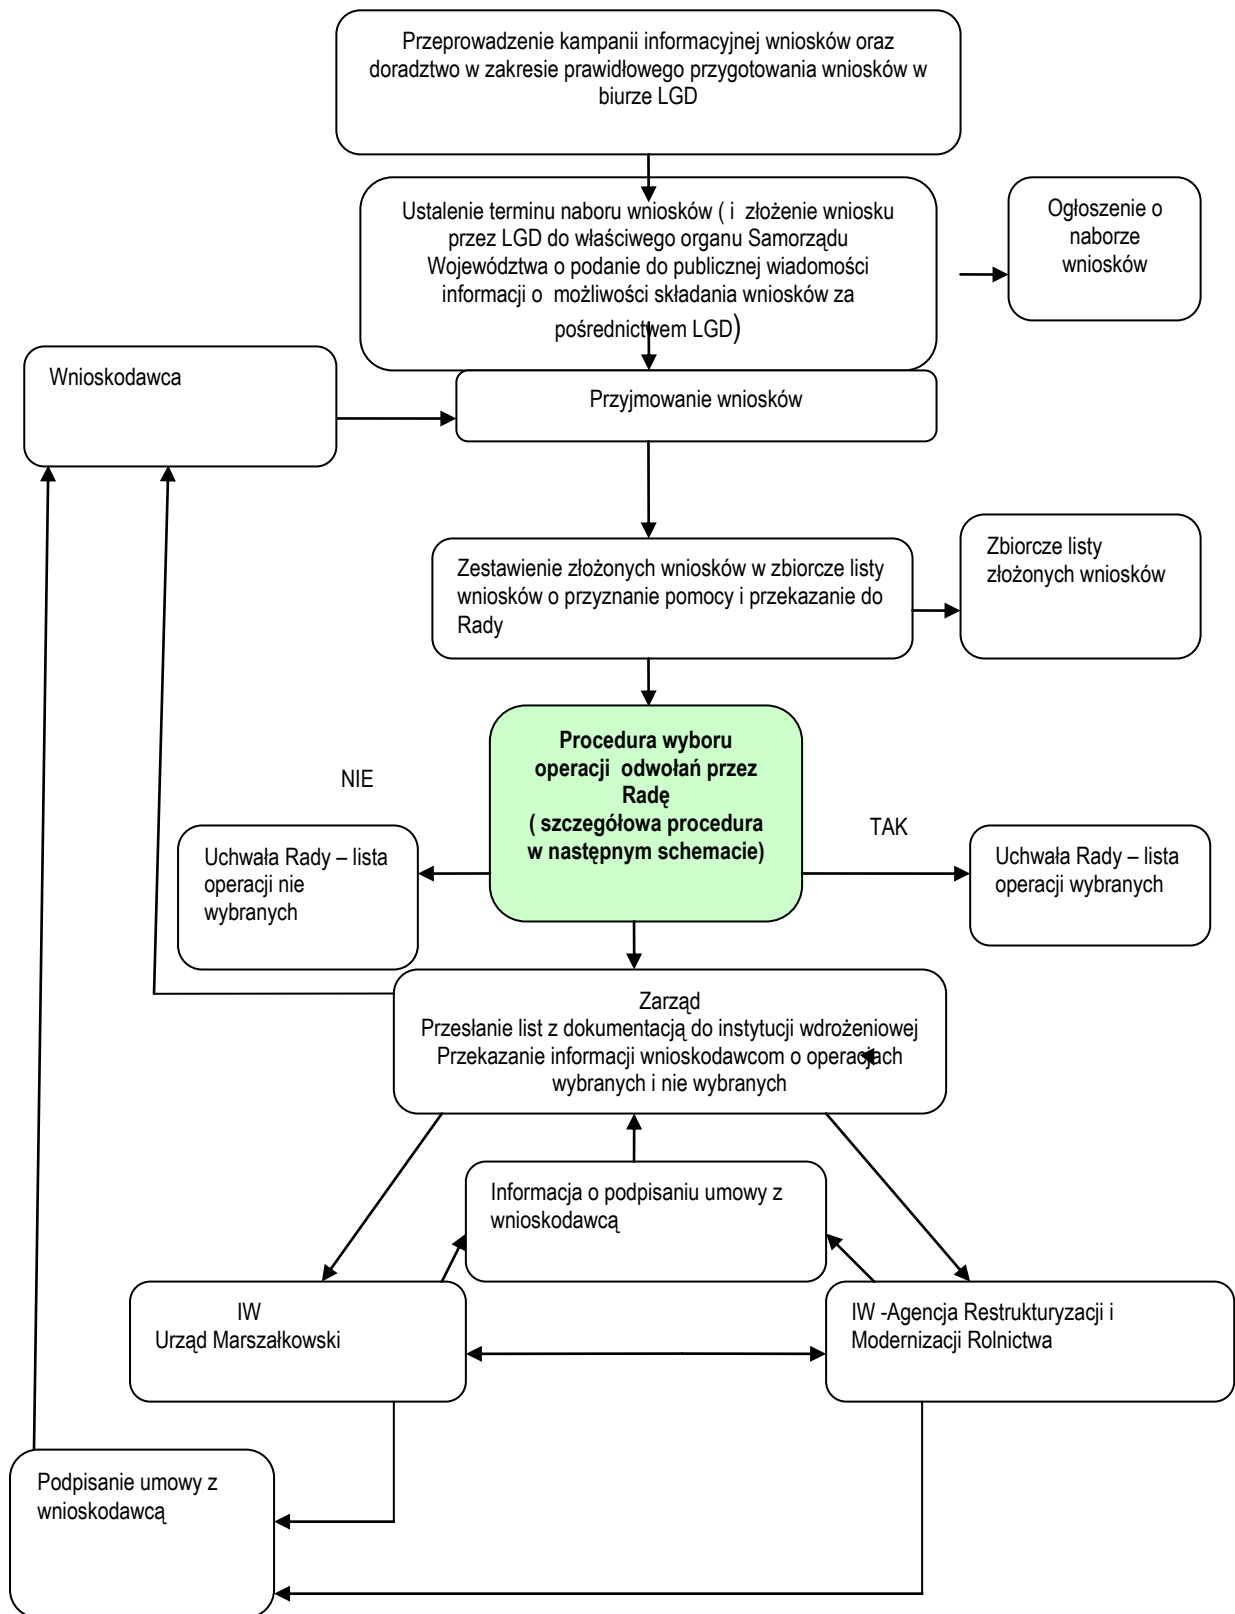 Przeprowadzenie kampanii informacyjnej wniosków oraz
doradztwo w zakresie prawidłowego przygotowania wniosków w
biurze LGD
Ustalenie terminu naboru wniosków ( i złożenie wniosku
przez LGD do właściwego organu Samorządu
Województwa o podanie do publicznej wiadomości
informacji o możliwości składania wniosków za
pośrednictwem LGD)
Ogłoszenie o
naborze
wniosków
Wnioskodawca
Przyjmowanie wniosków
Zestawienie złożonych wniosków w zbiorcze listy
wniosków o przyznanie pomocy i przekazanie do
Rady
Zbiorcze listy
złożonych wniosków
Procedura wyboru
operacji odwołań przez
Radę
( szczegółowa procedura
w następnym schemacie)
NIE
TAK
Uchwała Rady – lista
operacji nie
wybranych
Uchwała Rady – lista
operacji wybranych
Zarząd
Przesłanie list z dokumentacją do instytucji wdrożeniowej
Przekazanie informacji wnioskodawcom o operacjach
wybranych i nie wybranych
Informacja o podpisaniu umowy z
wnioskodawcą
IW
Urząd Marszałkowski
IW -Agencja Restrukturyzacji i
Modernizacji Rolnictwa
Podpisanie umowy z
wnioskodawcą